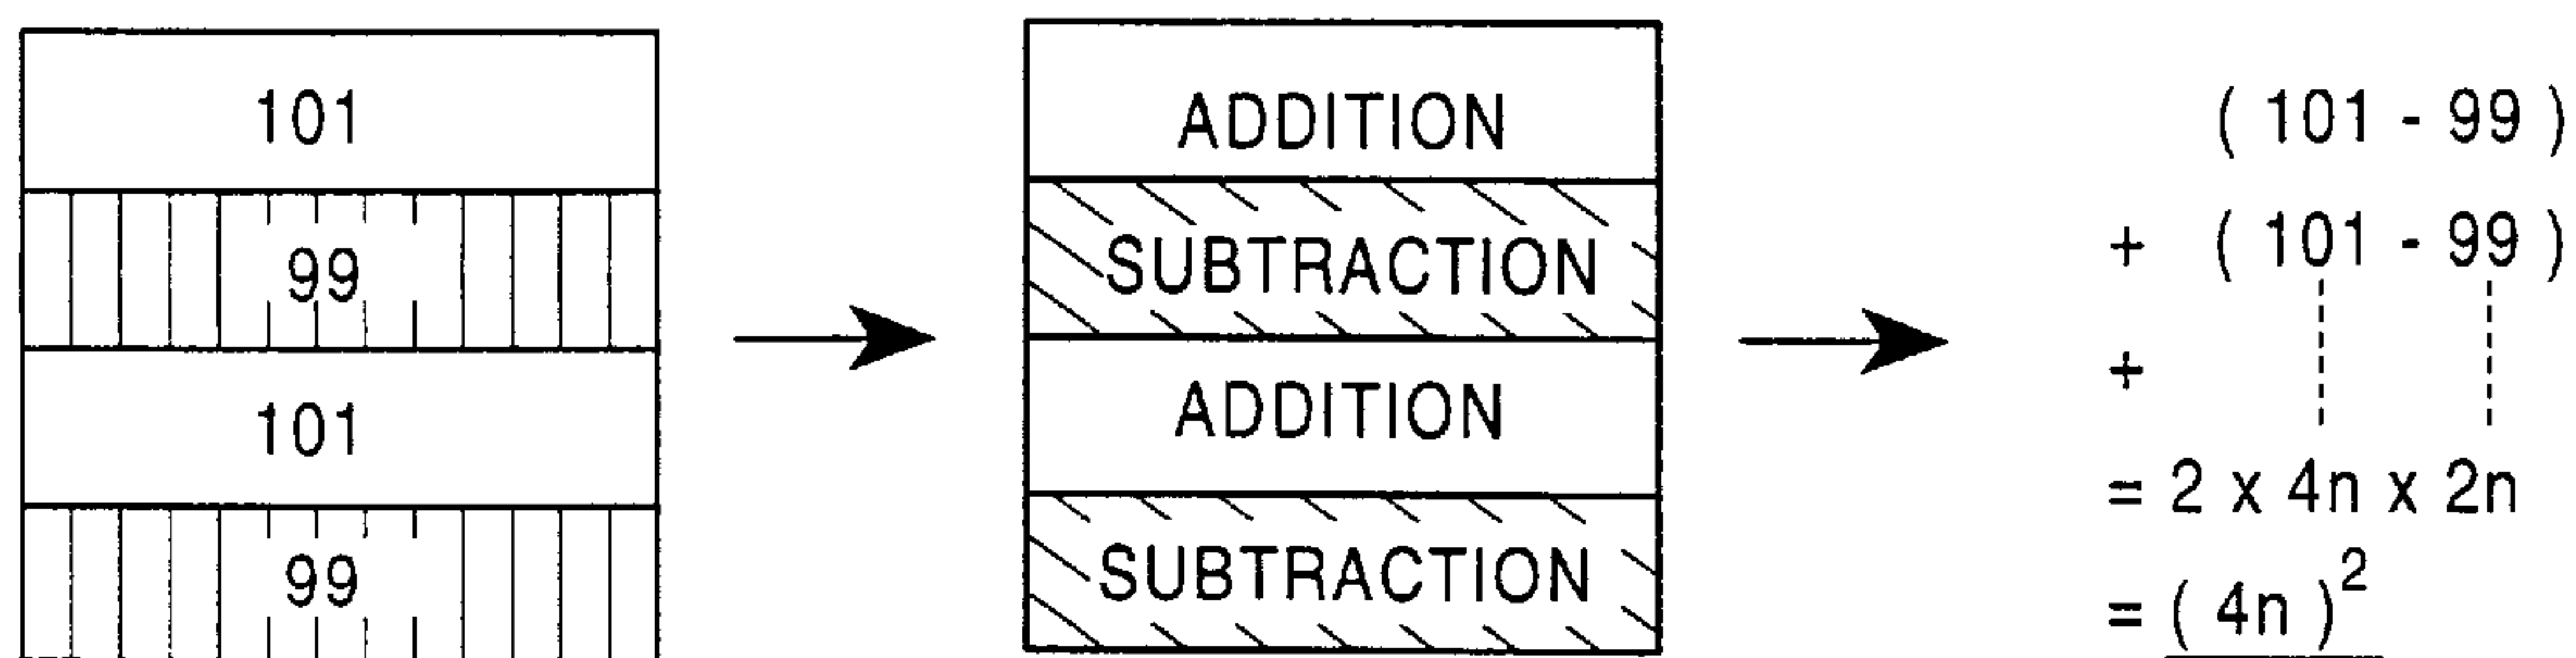 101
99
101
99
ADDITION
SUBTRACTION
ADDITION
SUBTRACTION
( 101 - 99 )
+ ( 101 - 99 )
+
= 2 x 4n x 2n
= ( 4n )²